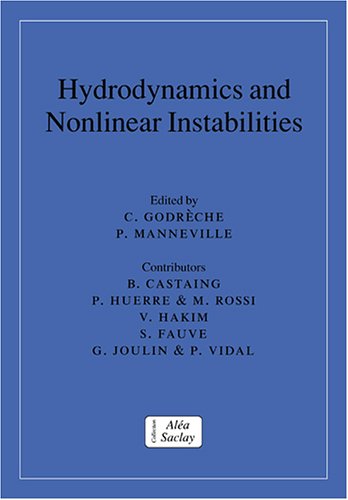 Hydrodynamics and
Nonlinear Instabilities
Edited by
C. GODRÈCHE
P. MANNEVILLE
Contributors
B. CASTAING
P. HUERRE & M. ROSSI
V. HAKIM
S. FAUVE
G. JOULIN & P. VIDAL
Collection
Aléa
Saclay